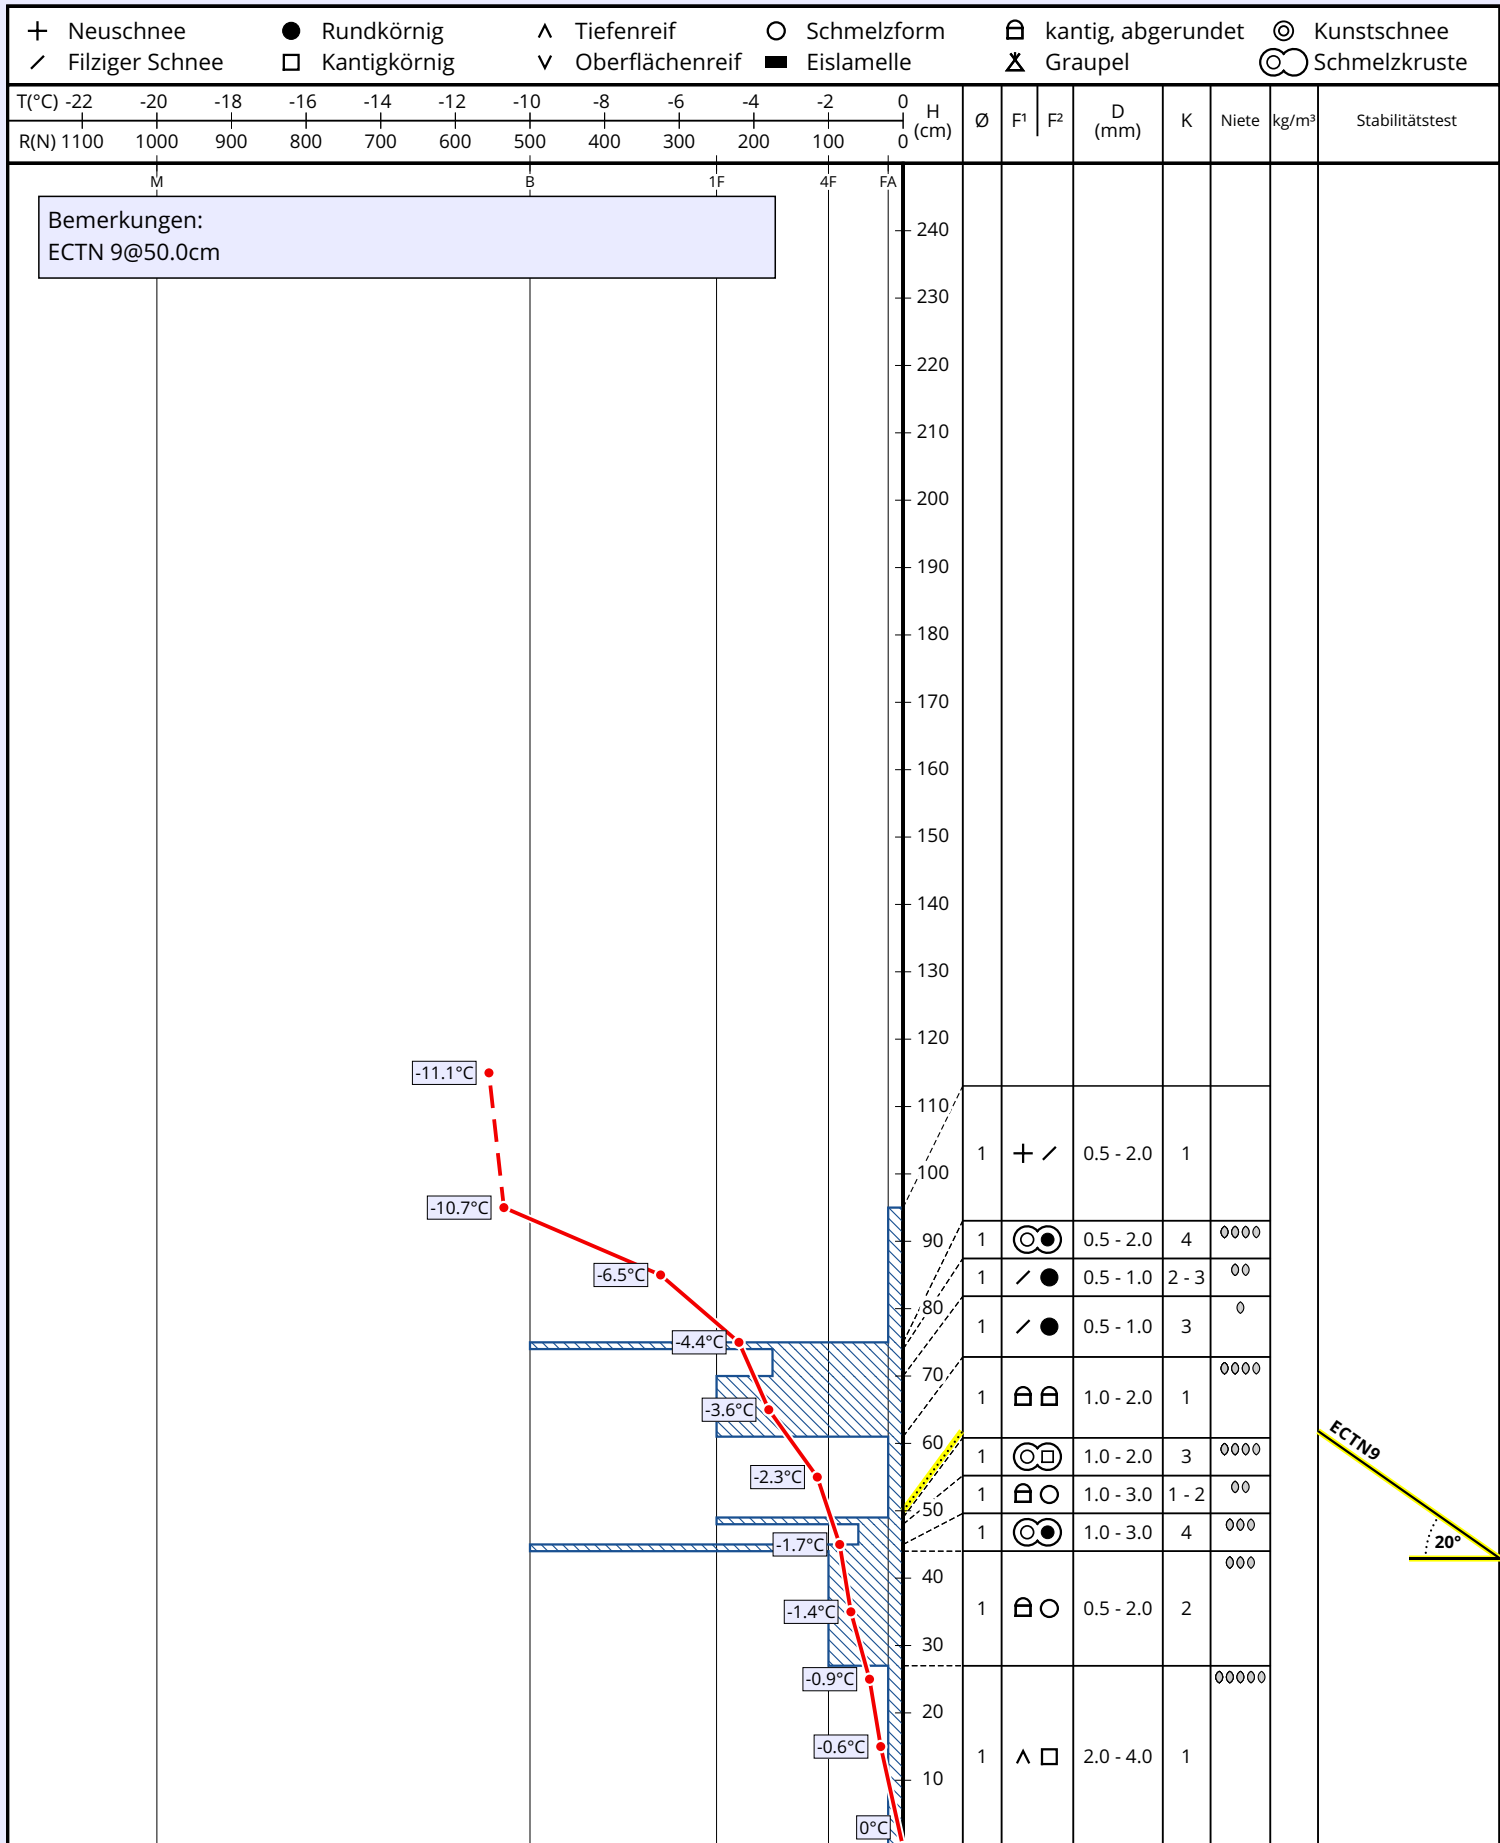 Neuschnee Rundkörnig Tiefenreif Schmelzform kantig, abgerundet Kunstschnee
Filziger Schnee Kantigkörnig Oberflächenreif Eislamelle Graupel Schmelzkruste
T(°C) -22 -20 -18 -16 -14 -12 -10 -8 -6 -4 -2 0
R(N) 1100 1000 900 800 700 600 500 400 300 200 100 0
H (cm) Ø F¹ F² D (mm) K Niete kg/m³ Stabilitätstest
M B 1F 4F FA
Bemerkungen:
ECTN 9@50.0cm
240
230
220
210
200
190
180
170
160
150
140
130
120
-11.1°C
110
1 0.5 - 2.0 1
100
-10.7°C
90
1 0.5 - 2.0 4
-6.5°C
1 0.5 - 1.0 2 - 3
80
1 0.5 - 1.0 3
-4.4°C
70
1 1.0 - 2.0 1
-3.6°C
60
ECTN9
1 1.0 - 2.0 3
-2.3°C
1 1.0 - 3.0 1 - 2
50
1 1.0 - 3.0 4
-1.7°C
20°
40
1 0.5 - 2.0 2
-1.4°C
30
-0.9°C
20
-0.6°C
1 2.0 - 4.0 1
10
0°C